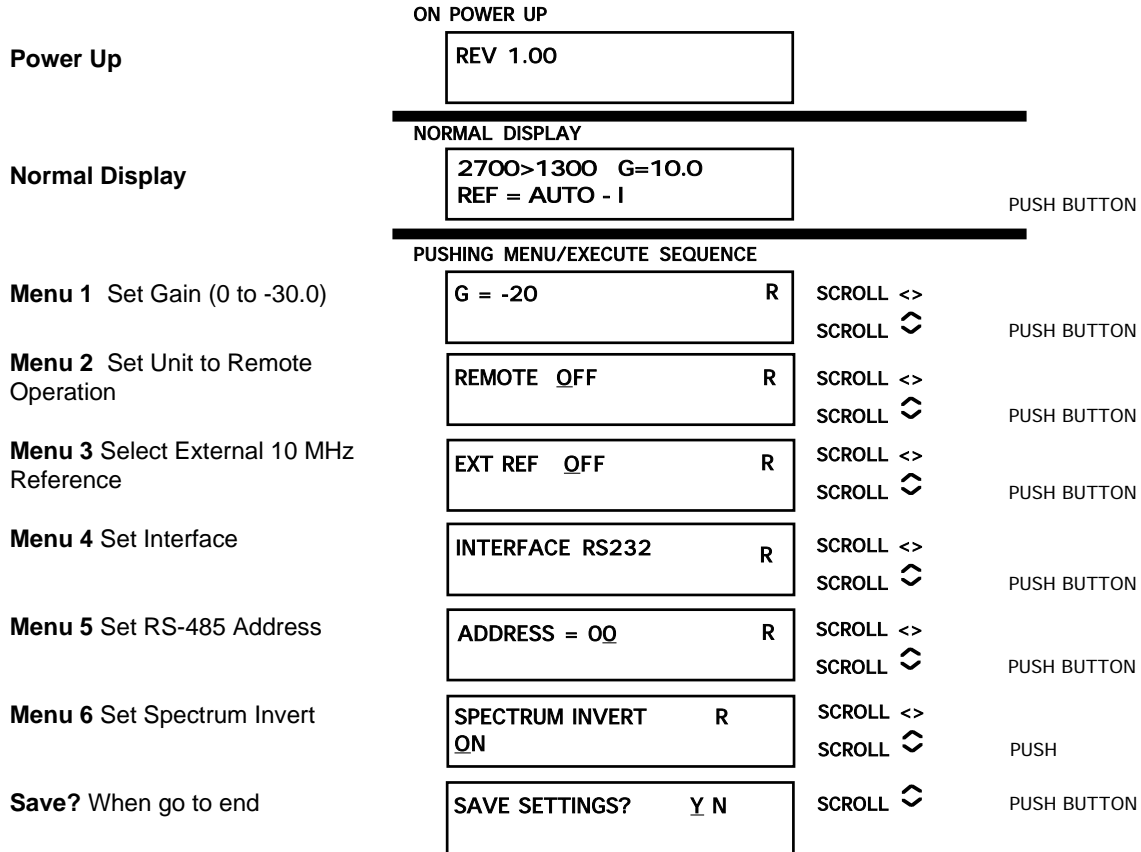 ON POWER UP
Power Up
REV 1.00
NORMAL DISPLAY
Normal Display
2700>1300 G=10.0
REF = AUTO - I
PUSH BUTTON
PUSHING MENU/EXECUTE SEQUENCE
Menu 1 Set Gain (0 to -30.0)
G = -20 R
SCROLL <>
SCROLL
PUSH BUTTON
Menu 2 Set Unit to Remote
Operation
REMOTE OFF R
SCROLL <>
SCROLL
PUSH BUTTON
Menu 3 Select External 10 MHz
Reference
EXT REF OFF R
SCROLL <>
SCROLL
PUSH BUTTON
Menu 4 Set Interface
INTERFACE RS232 R
SCROLL <>
SCROLL
PUSH BUTTON
Menu 5 Set RS-485 Address
ADDRESS = 00 R
SCROLL <>
SCROLL
PUSH BUTTON
Menu 6 Set Spectrum Invert
SPECTRUM INVERT R
ON
SCROLL <>
SCROLL
PUSH
Save? When go to end
SAVE SETTINGS? Y N
SCROLL
PUSH BUTTON